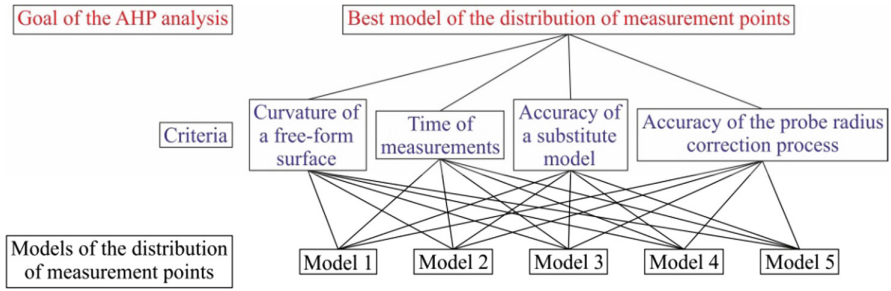 Goal of the AHP analysis
Best model of the distribution of measurement points
Criteria
Curvature of
a free-form
surface
Time of
measurements
Accuracy of
a substitute
model
Accuracy of the probe radius
correction process
Models of the distribution
of measurement points
Model 1
Model 2
Model 3
Model 4
Model 5